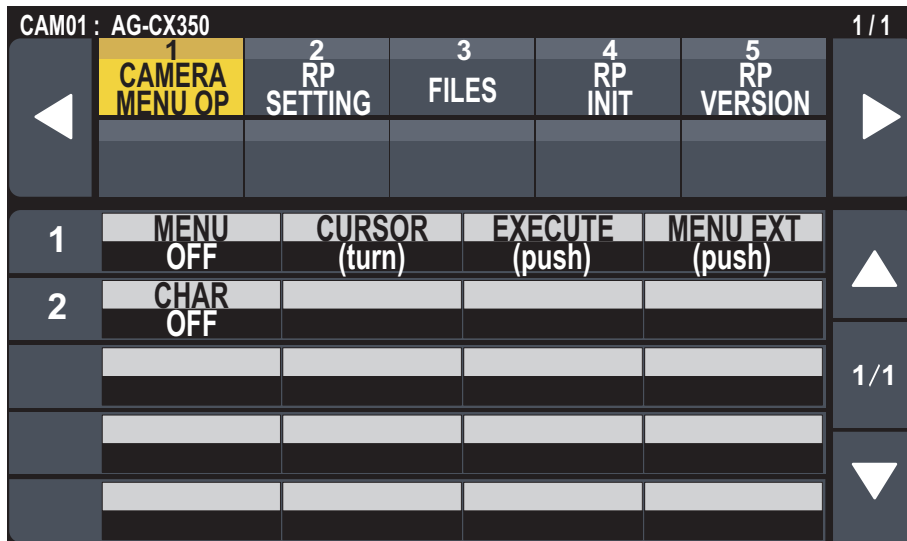 CAM01 : AG-CX350 1 / 1
1 2 3 4 5
CAMERA MENU OP
RP SETTING
FILES
RP INIT
RP VERSION
1
MENU CURSOR EXECUTE MENU EXT
OFF (turn) (push) (push)
2
CHAR
OFF
1/1